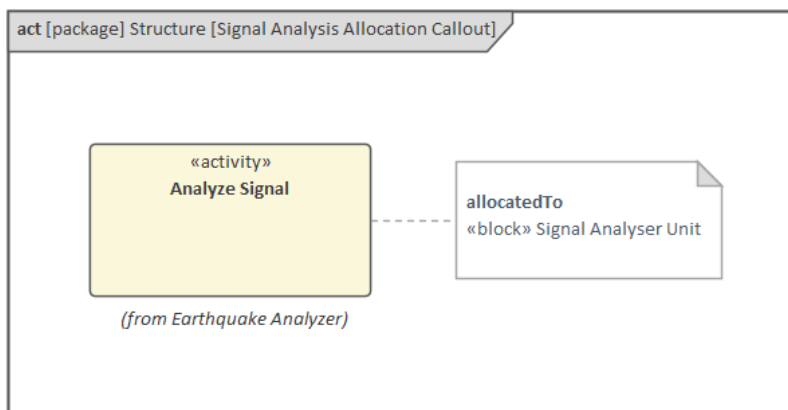 act [package] Structure [Signal Analysis Allocation Callout]
«activity»
Analyze Signal
allocatedTo
«block» Signal Analyser Unit
(from Earthquake Analyzer)